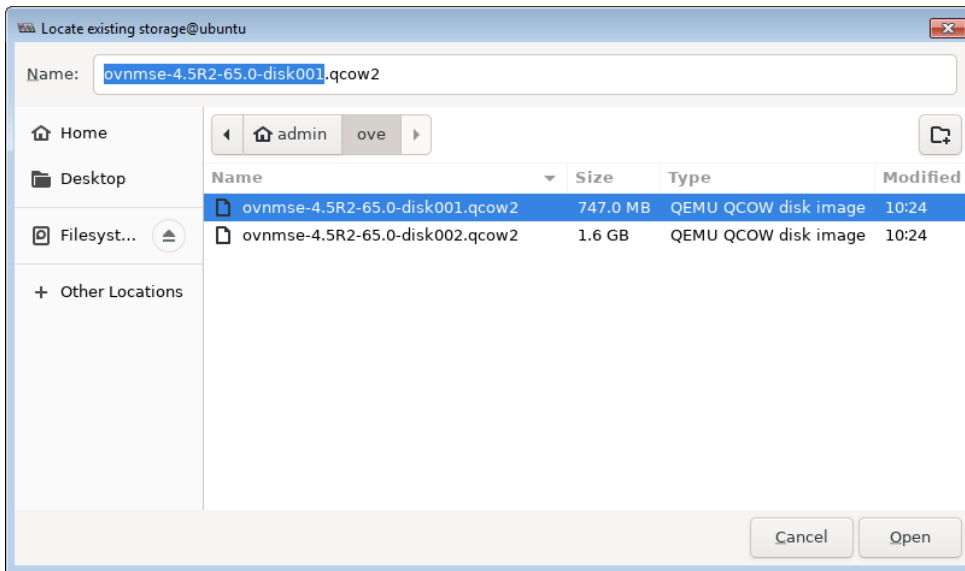 Locate existing storage@ubuntu
Name: ovnmse-4.5R2-65.0-disk001.qcow2
Home
Desktop
Filesyst...
Other Locations
admin ove
Name Size Type Modified
ovnmse-4.5R2-65.0-disk001.qcow2 747.0 MB QEMU QCOW disk image 10:24
ovnmse-4.5R2-65.0-disk002.qcow2 1.6 GB QEMU QCOW disk image 10:24
Cancel Open